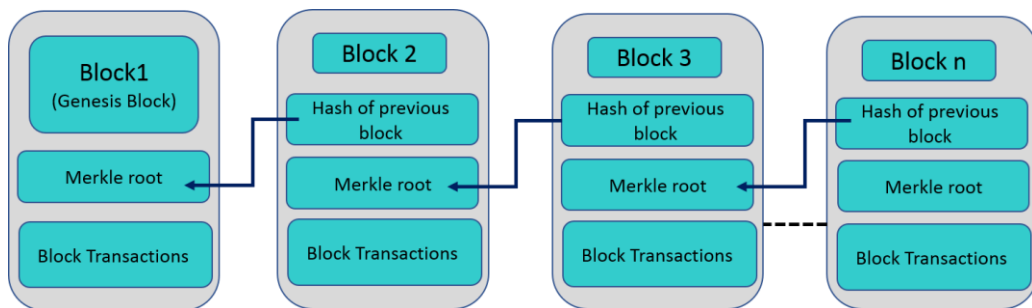 Block1
(Genesis Block)
Merkle root
Block Transactions
Block 2
Hash of previous
block
Merkle root
Block Transactions
Block 3
Hash of previous
block
Merkle root
Block Transactions
Block n
Hash of previous
block
Merkle root
Block Transactions